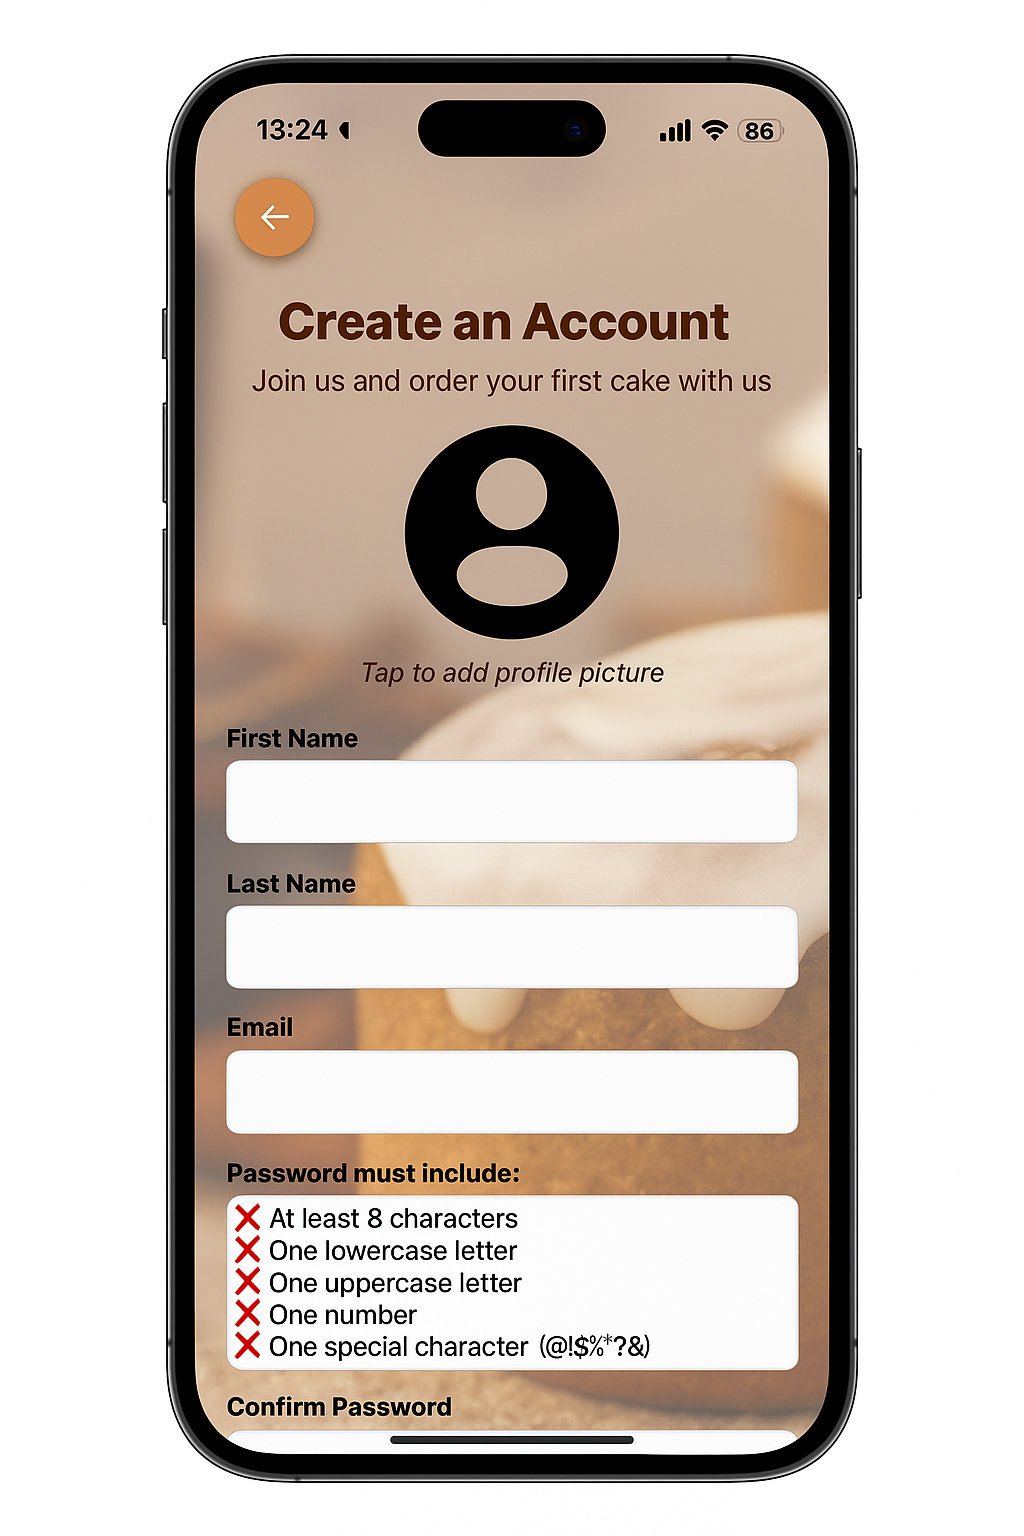 13:24
86
Create an Account
Join us and order your first cake with us
Tap to add profile picture
First Name
Last Name
Email
Password must include:
❌ At least 8 characters
❌ One lowercase letter
❌ One uppercase letter
❌ One number
❌ One special character (@!$%*?&)
Confirm Password